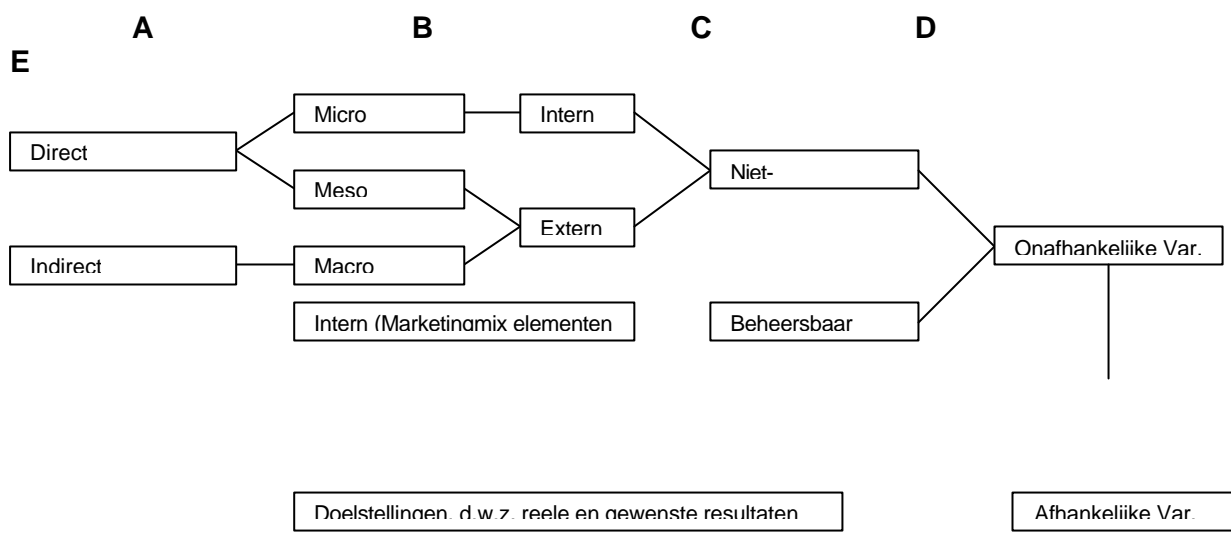 A B C D
E
Micro
Intern
Direct
Niet-
Meso
Extern
Onafhankelijke Var.
Indirect
Macro
Intern (Marketingmix elementen
Beheersbaar
Doelstellingen, d.w.z. reele en gewenste resultaten
Afhankelijke Var.